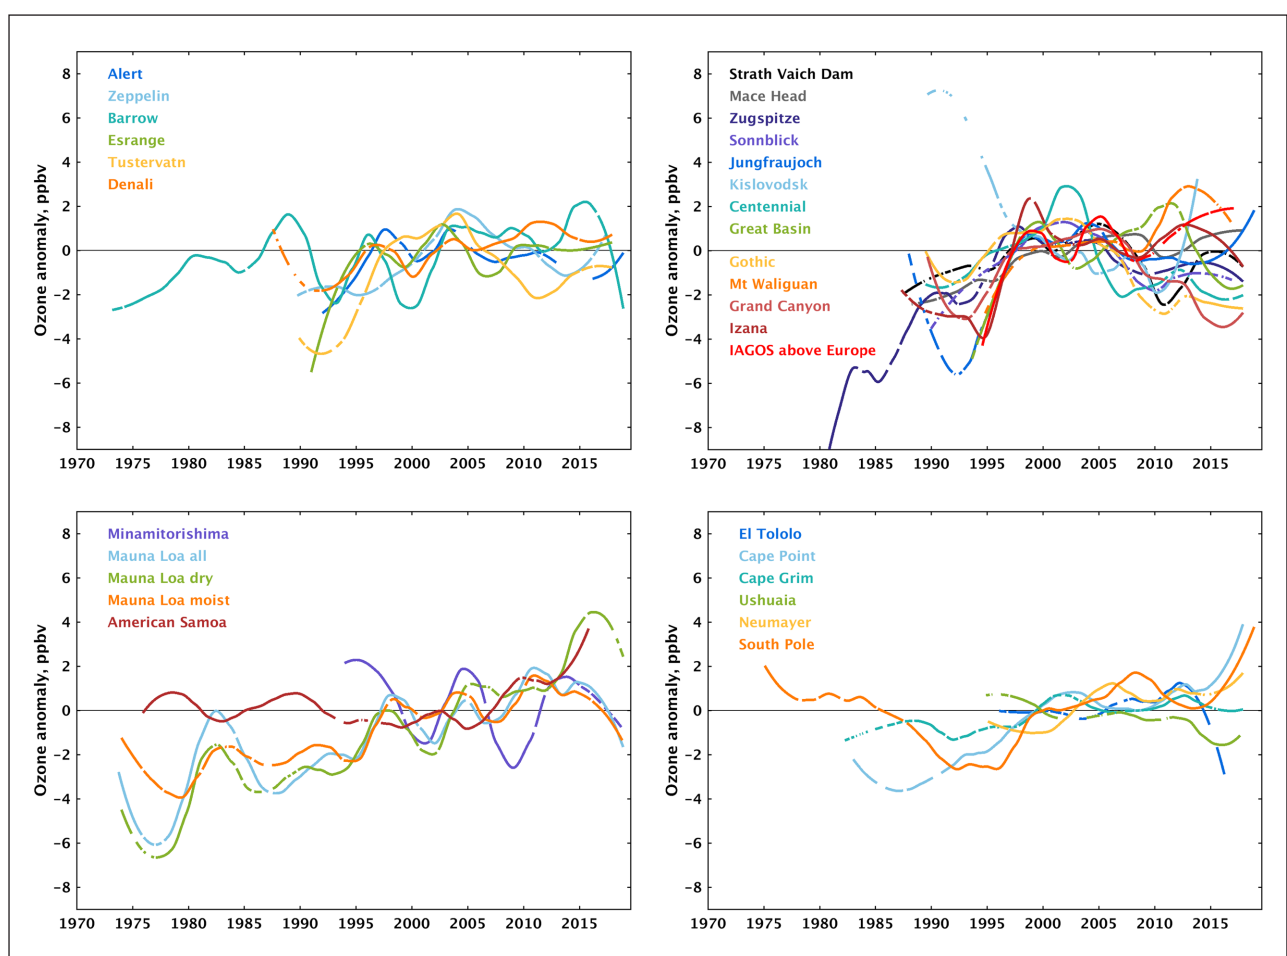 Ozone anomaly, ppbv
8
6
4
2
0
−2
−4
−6
−8
Alert
Zeppelin
Barrow
Esrange
Tustervatn
Denali
1970 1975 1980 1985 1990 1995 2000 2005 2010 2015
Ozone anomaly, ppbv
8
6
4
2
0
−2
−4
−6
−8
Strath Vaich Dam
Mace Head
Zugspitze
Sonnblick
Jungfraujoch
Kislovodsk
Centennial
Great Basin
Gothic
Mt Waliguan
Grand Canyon
Izana
IAGOS above Europe
1970 1975 1980 1985 1990 1995 2000 2005 2010 2015
Ozone anomaly, ppbv
8
6
4
2
0
−2
−4
−6
−8
Minamitorishima
Mauna Loa all
Mauna Loa dry
Mauna Loa moist
American Samoa
1970 1975 1980 1985 1990 1995 2000 2005 2010 2015
Ozone anomaly, ppbv
8
6
4
2
0
−2
−4
−6
−8
El Tololo
Cape Point
Cape Grim
Ushuaia
Neumayer
South Pole
1970 1975 1980 1985 1990 1995 2000 2005 2010 2015